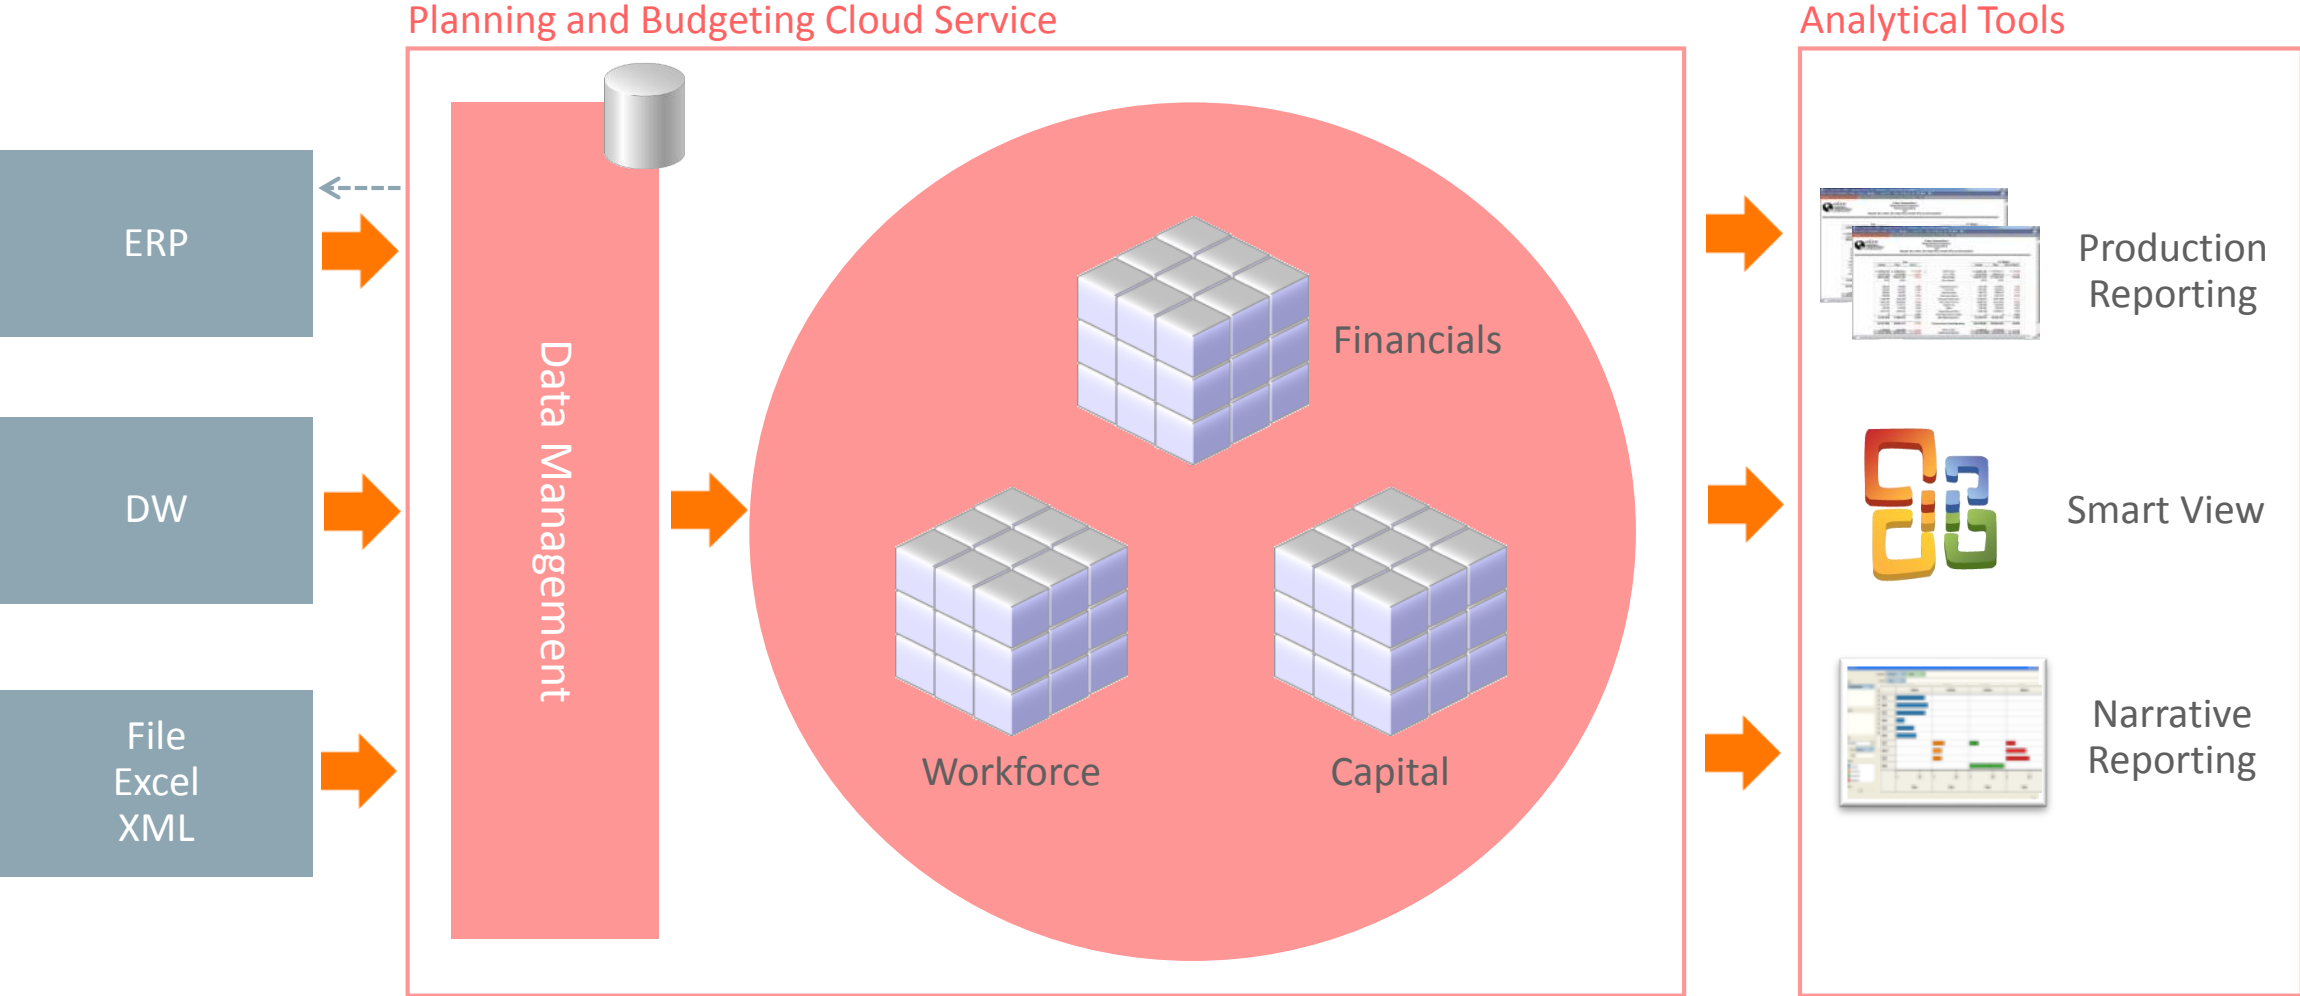 Planning and Budgeting Cloud Service
Analytical Tools
ERP
DW
File
Excel
XML
Data Management
Financials
Workforce
Capital
Production
Reporting
Smart View
Narrative
Reporting